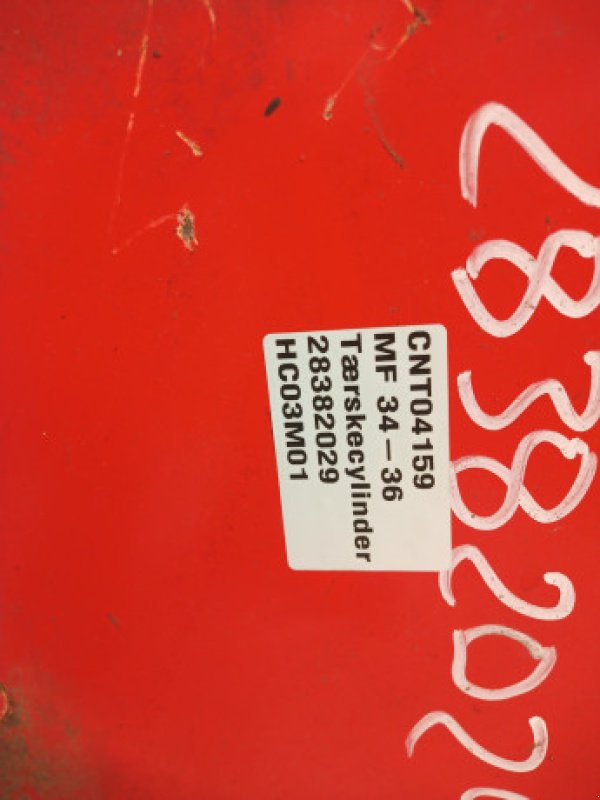 28382029
CNT04159
MF 34-36
Tærskecylinder
28382029
HC03M01